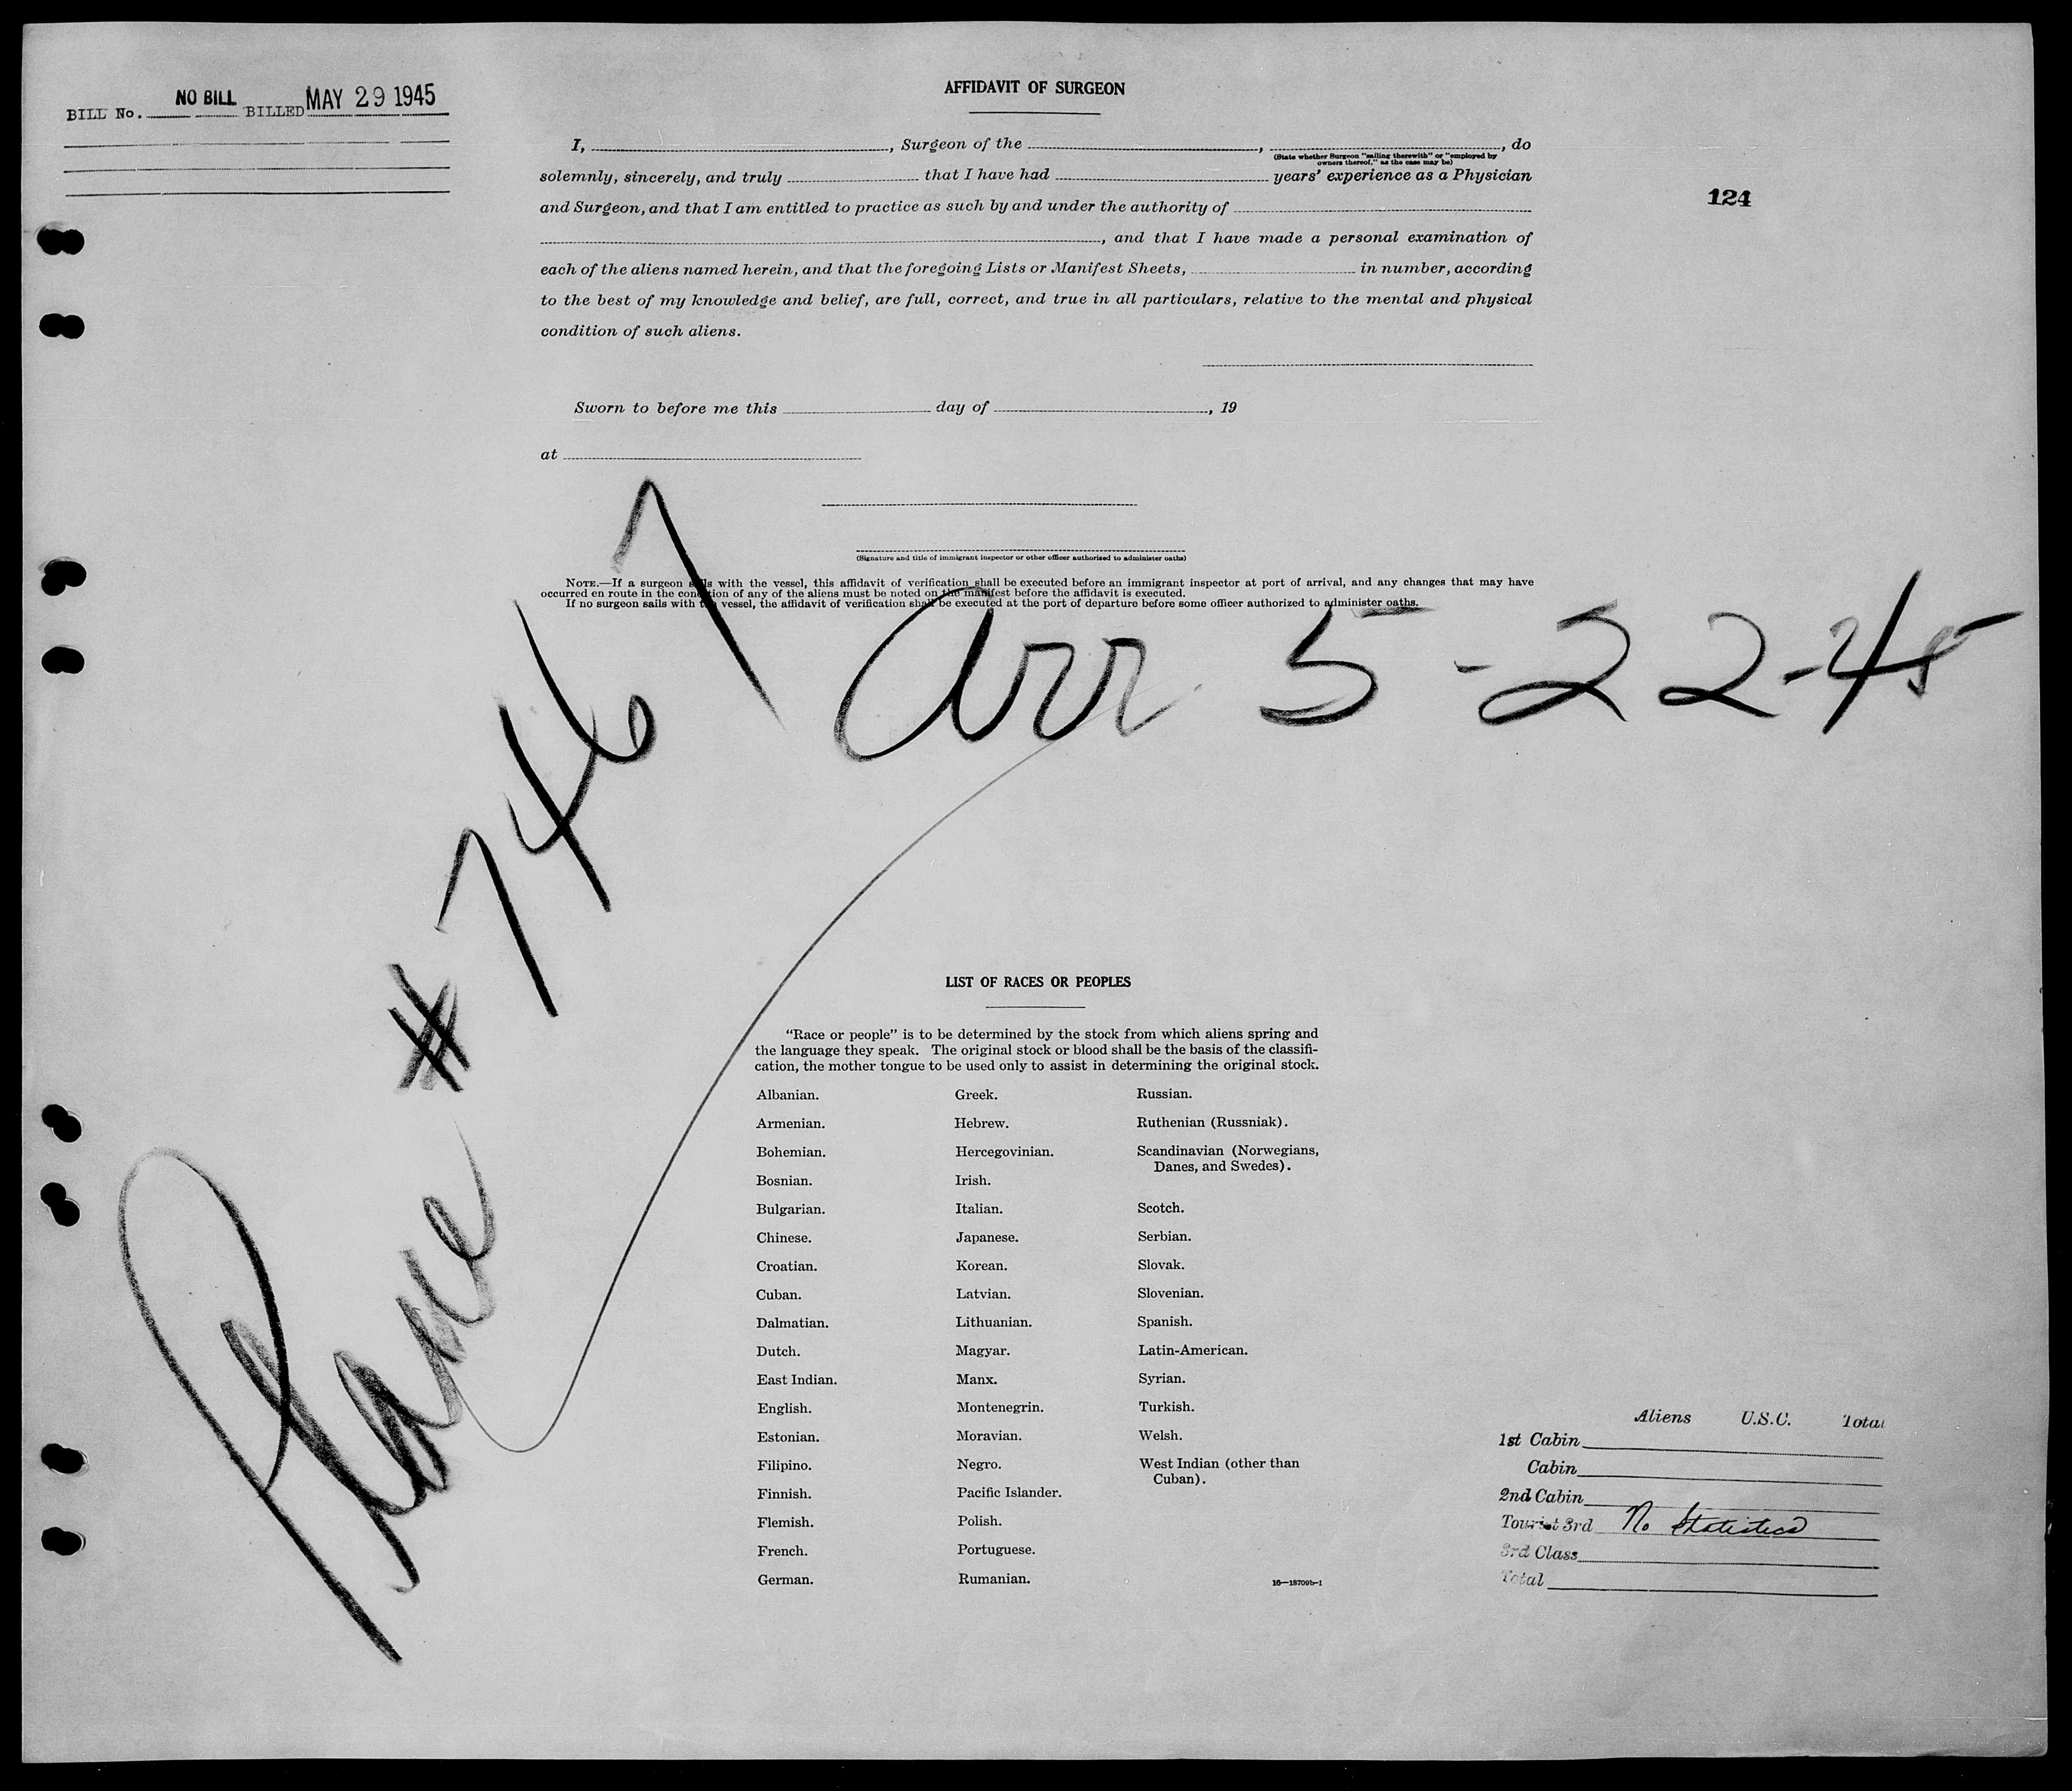 BILL No. NO BILL BILLED MAY 29 1945
124
AFFIDAVIT OF SURGEON
I, , Surgeon of the , , do
(State whether Surgeon "sailing therewith" or "employed by
owners thereof," as the case may be)
solemnly, sincerely, and truly that I have had years' experience as a Physician
and Surgeon, and that I am entitled to practice as such by and under the authority of
, and that I have made a personal examination of
each of the aliens named herein, and that the foregoing Lists or Manifest Sheets, in number, according
to the best of my knowledge and belief, are full, correct, and true in all particulars, relative to the mental and physical
condition of such aliens.
Sworn to before me this day of , 19
at
(Signature and title of immigrant inspector or other officer authorized to administer oaths)
NOTE.—If a surgeon sails with the vessel, this affidavit of verification shall be executed before an immigrant inspector at port of arrival, and any changes that may have
occurred en route in the condition of any of the aliens must be noted on the manifest before the affidavit is executed.
If no surgeon sails with the vessel, the affidavit of verification shall be executed at the port of departure before some officer authorized to administer oaths.
Plane # 7467
Arr 5-22-45
LIST OF RACES OR PEOPLES
"Race or people" is to be determined by the stock from which aliens spring and
the language they speak. The original stock or blood shall be the basis of the classifi-
cation, the mother tongue to be used only to assist in determining the original stock.
Albanian.
Armenian.
Bohemian.
Bosnian.
Bulgarian.
Chinese.
Croatian.
Cuban.
Dalmatian.
Dutch.
East Indian.
English.
Estonian.
Filipino.
Finnish.
Flemish.
French.
German.
Greek.
Hebrew.
Hercegovinian.
Irish.
Italian.
Japanese.
Korean.
Latvian.
Lithuanian.
Magyar.
Manx.
Montenegrin.
Moravian.
Negro.
Pacific Islander.
Polish.
Portuguese.
Rumanian.
Russian.
Ruthenian (Russniak).
Scandinavian (Norwegians,
Danes, and Swedes).
Scotch.
Serbian.
Slovak.
Slovenian.
Spanish.
Latin-American.
Syrian.
Turkish.
Welsh.
West Indian (other than
Cuban).
16—18709b-1
Aliens U.S.C. Total
1st Cabin
Cabin
2nd Cabin
Tourist 3rd No Statistics
3rd Class
Total